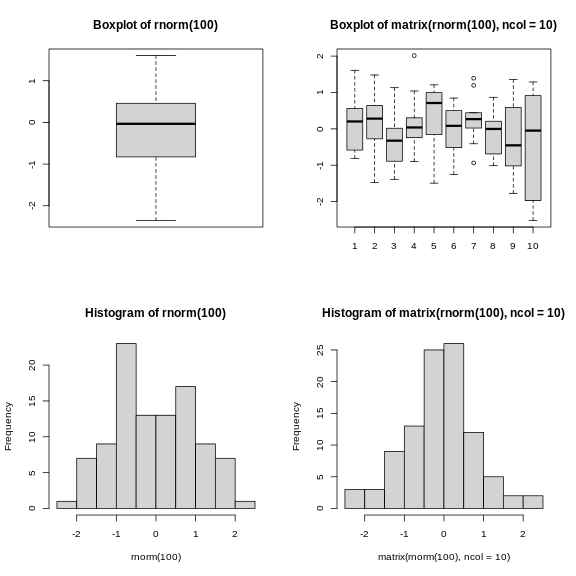 Boxplot of rnorm(100)
1
0
-1
-2
Boxplot of matrix(rnorm(100), ncol = 10)
2
1
0
-1
-2
1 2 3 4 5 6 7 8 9 10
Histogram of rnorm(100)
Frequency
20
15
10
5
0
-2 -1 0 1 2
rnorm(100)
Histogram of matrix(rnorm(100), ncol = 10)
Frequency
25
20
15
10
5
0
-2 -1 0 1 2
matrix(rnorm(100), ncol = 10)